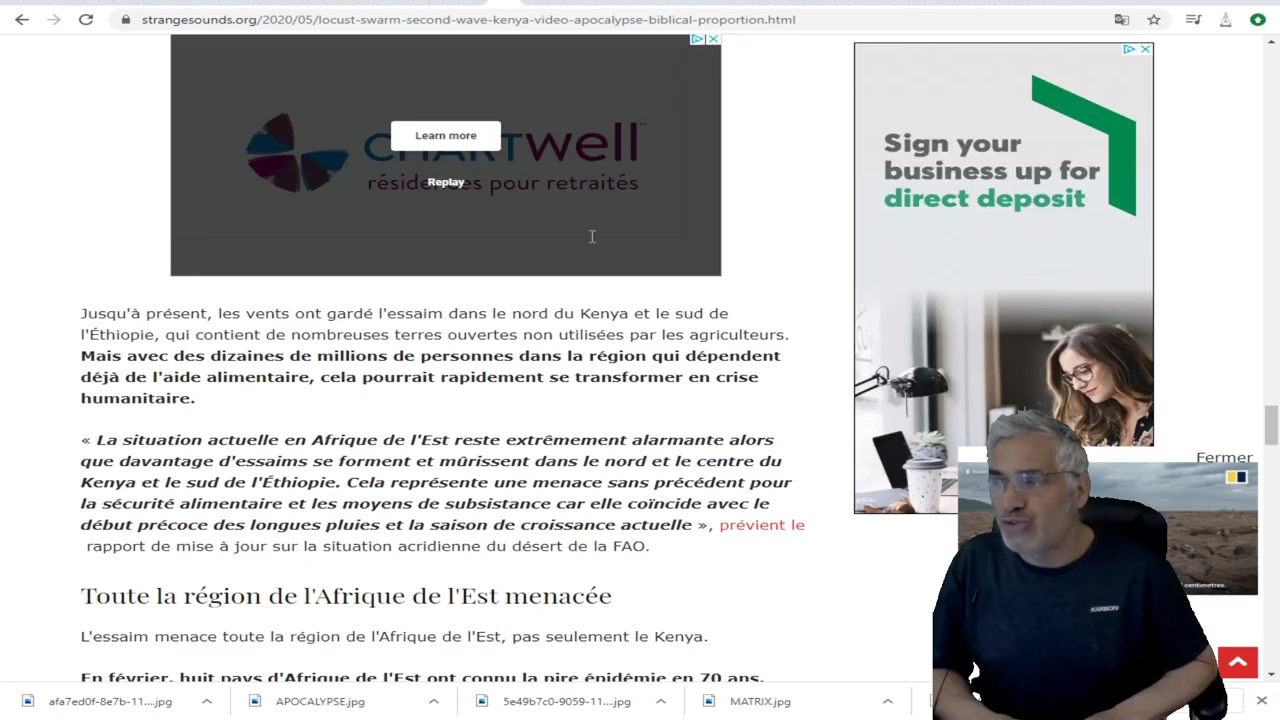 strangesounds.org/2020/05/locust-swarm-second-wave-kenya-video-apocalypse-biblical-proportion.html
Learn more
CHARTwell
résidences pour retraités
Replay
Sign your
business up for
direct deposit
Jusqu'à présent, les vents ont gardé l'essaim dans le nord du Kenya et le sud de
l'Éthiopie, qui contient de nombreuses terres ouvertes non utilisées par les agriculteurs.
Mais avec des dizaines de millions de personnes dans la région qui dépendent
déjà de l'aide alimentaire, cela pourrait rapidement se transformer en crise
humanitaire.
« La situation actuelle en Afrique de l'Est reste extrêmement alarmante alors
que davantage d'essaims se forment et mûrissent dans le nord et le centre du
Kenya et le sud de l'Éthiopie. Cela représente une menace sans précédent pour
la sécurité alimentaire et les moyens de subsistance car elle coïncide avec le
début précoce des longues pluies et la saison de croissance actuelle », prévient le
rapport de mise à jour sur la situation acridienne du désert de la FAO.
Fermer
centimetres.
KARBON
Toute la région de l'Afrique de l'Est menacée
L'essaim menace toute la région de l'Afrique de l'Est, pas seulement le Kenya.
En février, huit pays d'Afrique de l'Est ont connu la pire épidémie en 70 ans.
afa7ed0f-8e7b-11....jpg
APOCALYPSE.jpg
5e49b7c0-9059-11....jpg
MATRIX.jpg